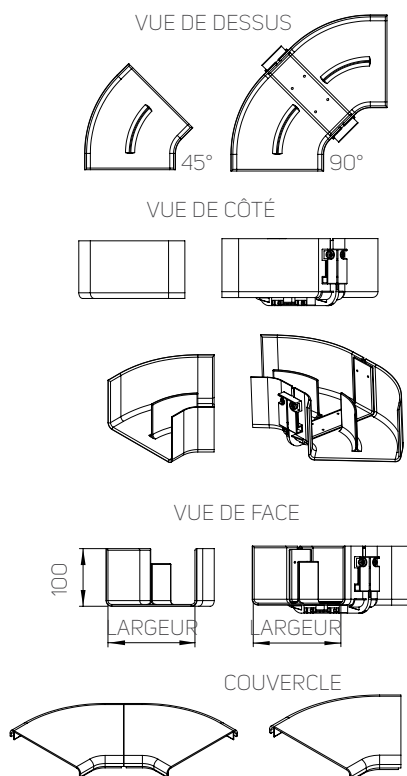 VUE DE DESSUS
45°
90°
VUE DE CÔTÉ
VUE DE FACE
100
LARGEUR
LARGEUR
COUVERCLE